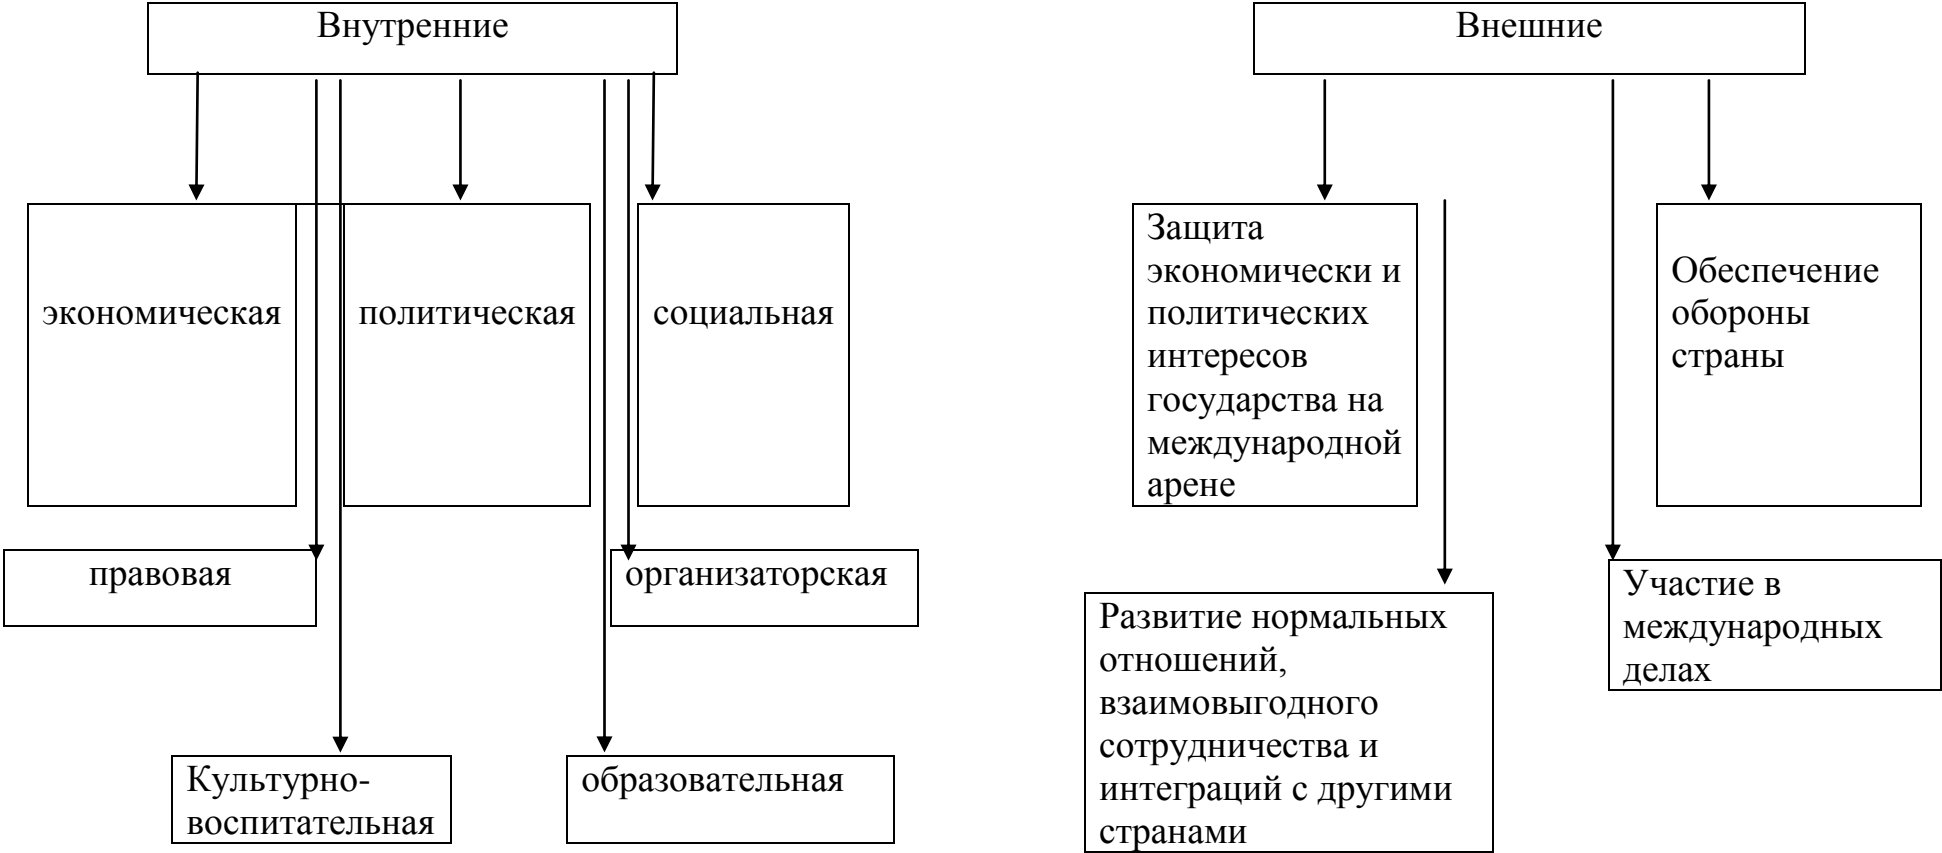 Внутренние
Внешние
экономическая
политическая
социальная
Защита
экономически и
политических
интересов
государства на
международной
арене
Обеспечение
обороны
страны
правовая
организаторская
Развитие нормальных
отношений,
взаимовыгодного
сотрудничества и
интеграций с другими
странами
Участие в
международных
делах
Культурно-
воспитательная
образовательная